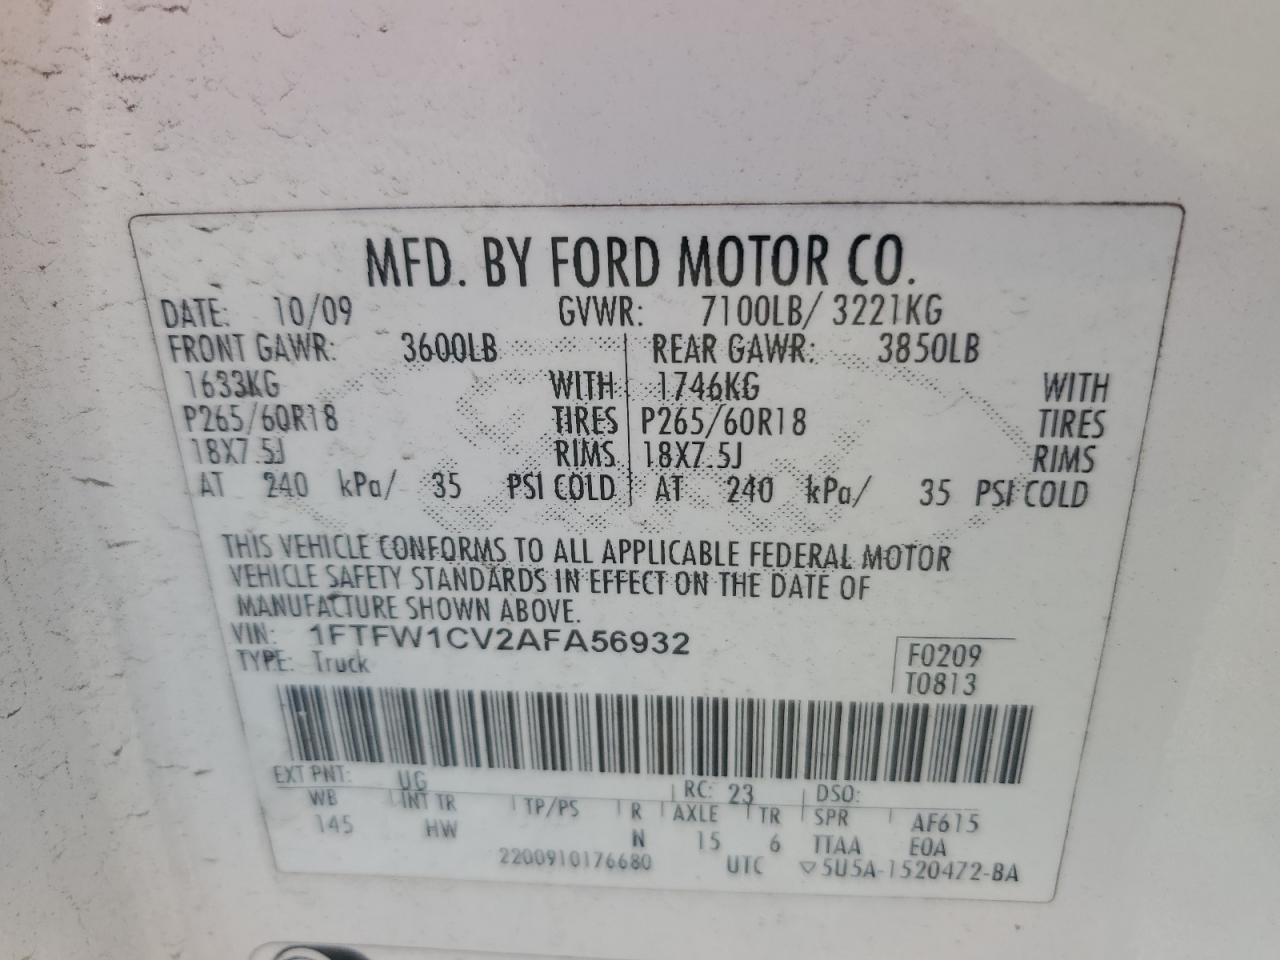 MFD. BY FORD MOTOR CO.
DATE: 10/09 GVWR: 7100LB/ 3221KG
FRONT GAWR: 3600LB REAR GAWR: 3850LB
1633KG WITH 1746KG WITH
P265/60R18 TIRES P265/60R18 TIRES
18X7.5J RIMS 18X7.5J RIMS
AT 240 kPa/ 35 PSI COLD AT 240 kPa/ 35 PSI COLD
THIS VEHICLE CONFORMS TO ALL APPLICABLE FEDERAL MOTOR
VEHICLE SAFETY STANDARDS IN EFFECT ON THE DATE OF
MANUFACTURE SHOWN ABOVE.
VIN: 1FTFW1CV2AFA56932
TYPE: Truck
F0209
T0813
EXT PNT: UG RC: 23 DSO:
WB INT TR TP/PS R AXLE TR SPR AF615
145 HW N 15 6 TTAA E0A
2200910176680 UTC ▽5U5A-1520472-BA